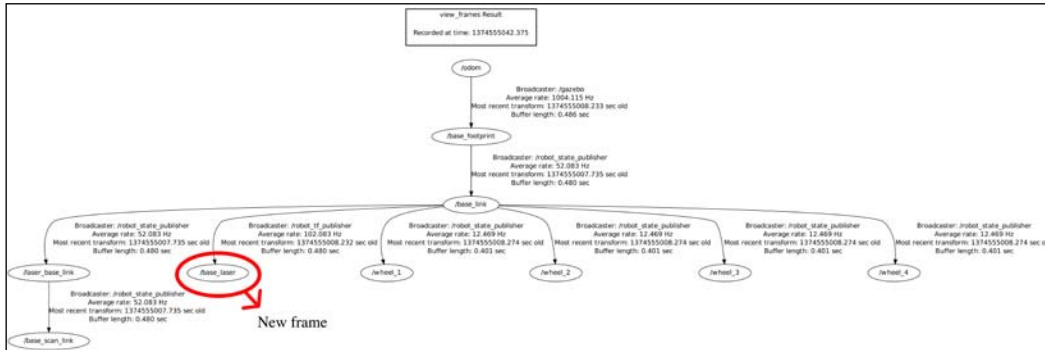 view_frames Result
Recorded at time: 1374555042.375
/odom
Broadcaster: /gazebo
Average rate: 1004.115 Hz
Most recent transform: 1374555008.233 sec old
Buffer length: 0.486 sec
/base_footprint
Broadcaster: /robot_state_publisher
Average rate: 52.083 Hz
Most recent transform: 1374555007.735 sec old
Buffer length: 0.480 sec
/base_link
Broadcaster: /robot_state_publisher
Average rate: 52.083 Hz
Most recent transform: 1374555007.735 sec old
Buffer length: 0.480 sec
Broadcaster: /robot_tf_publisher
Average rate: 102.083 Hz
Most recent transform: 1374555008.232 sec old
Buffer length: 0.480 sec
Broadcaster: /robot_state_publisher
Average rate: 12.469 Hz
Most recent transform: 1374555008.274 sec old
Buffer length: 0.401 sec
Broadcaster: /robot_state_publisher
Average rate: 12.469 Hz
Most recent transform: 1374555008.274 sec old
Buffer length: 0.401 sec
Broadcaster: /robot_state_publisher
Average rate: 12.469 Hz
Most recent transform: 1374555008.274 sec old
Buffer length: 0.401 sec
Broadcaster: /robot_state_publisher
Average rate: 12.469 Hz
Most recent transform: 1374555008.274 sec old
Buffer length: 0.401 sec
/laser_base_link
/base_laser
/wheel_1
/wheel_2
/wheel_3
/wheel_4
Broadcaster: /robot_state_publisher
Average rate: 52.083 Hz
Most recent transform: 1374555007.735 sec old
Buffer length: 0.480 sec
New frame
/base_scan_link